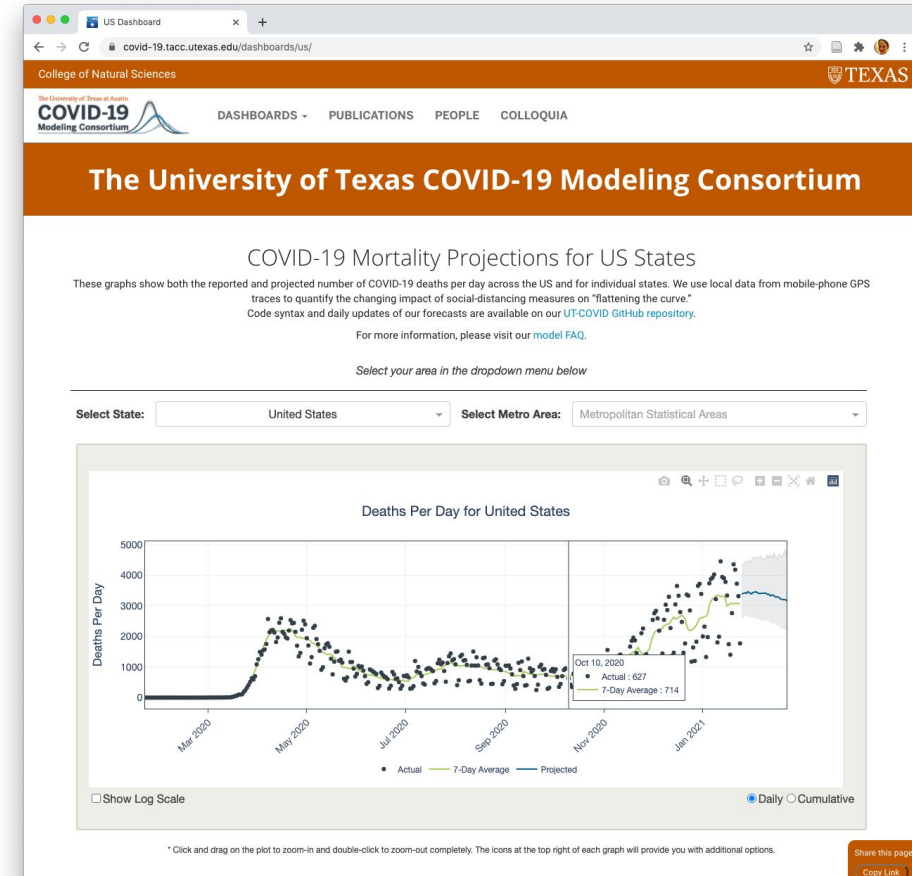 US Dashboard
covid-19.tacc.utexas.edu/dashboards/us/
College of Natural Sciences
TEXAS
The University of Texas at Austin
COVID-19
Modeling Consortium
DASHBOARDS PUBLICATIONS PEOPLE COLLOQUIA
The University of Texas COVID-19 Modeling Consortium
COVID-19 Mortality Projections for US States
These graphs show both the reported and projected number of COVID-19 deaths per day across the US and for individual states. We use local data from mobile-phone GPS
traces to quantify the changing impact of social-distancing measures on “flattening the curve.”
Code syntax and daily updates of our forecasts are available on our UT-COVID GitHub repository.
For more information, please visit our model FAQ.
Select your area in the dropdown menu below
Select State: United States Select Metro Area: Metropolitan Statistical Areas
Deaths Per Day for United States
Deaths Per Day
5000
4000
3000
2000
1000
0
Oct 10, 2020
Actual : 627
7-Day Average : 714
Mar 2020 May 2020 Jul 2020 Sep 2020 Nov 2020 Jan 2021
Actual 7-Day Average Projected
Show Log Scale Daily Cumulative
* Click and drag on the plot to zoom-in and double-click to zoom-out completely. The icons at the top right of each graph will provide you with additional options.
Share this page
Copy Link